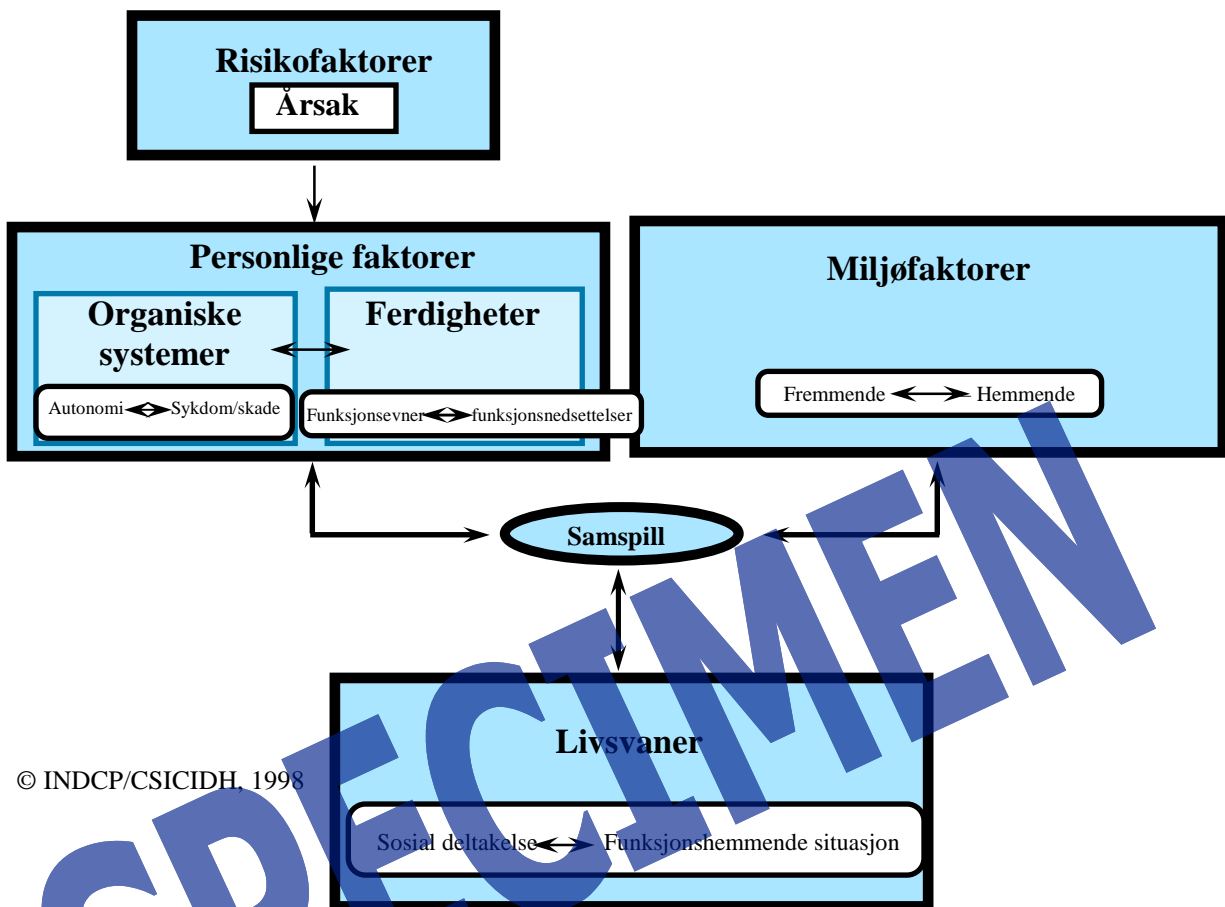 Risikofaktorer
Årsak
Personlige faktorer
Organiske
systemer
Ferdigheter
Autonomi Sykdom/skade
Funksjonsevner funksjonsnedsettelser
Miljøfaktorer
Fremmende Hemmende
Samspill
Livsvaner
© INDCP/CSICIDH, 1998
Sosial deltakelse Funksjonshemmende situasjon
SPECIMEN